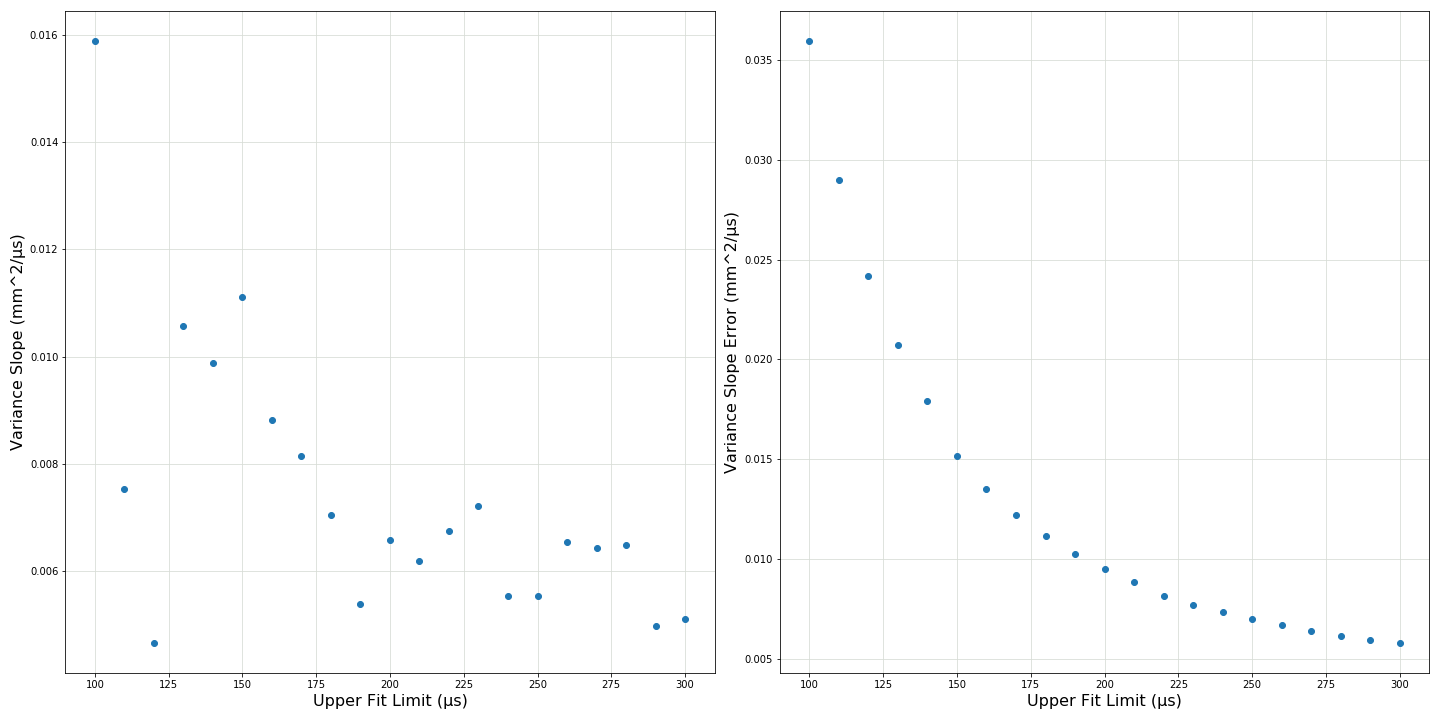 0.016
0.014
0.012
0.010
0.008
0.006
Variance Slope (mm^2/μs)
100 125 150 175 200 225 250 275 300
Upper Fit Limit (μs)
0.035
0.030
0.025
0.020
0.015
0.010
0.005
Variance Slope Error (mm^2/μs)
100 125 150 175 200 225 250 275 300
Upper Fit Limit (μs)